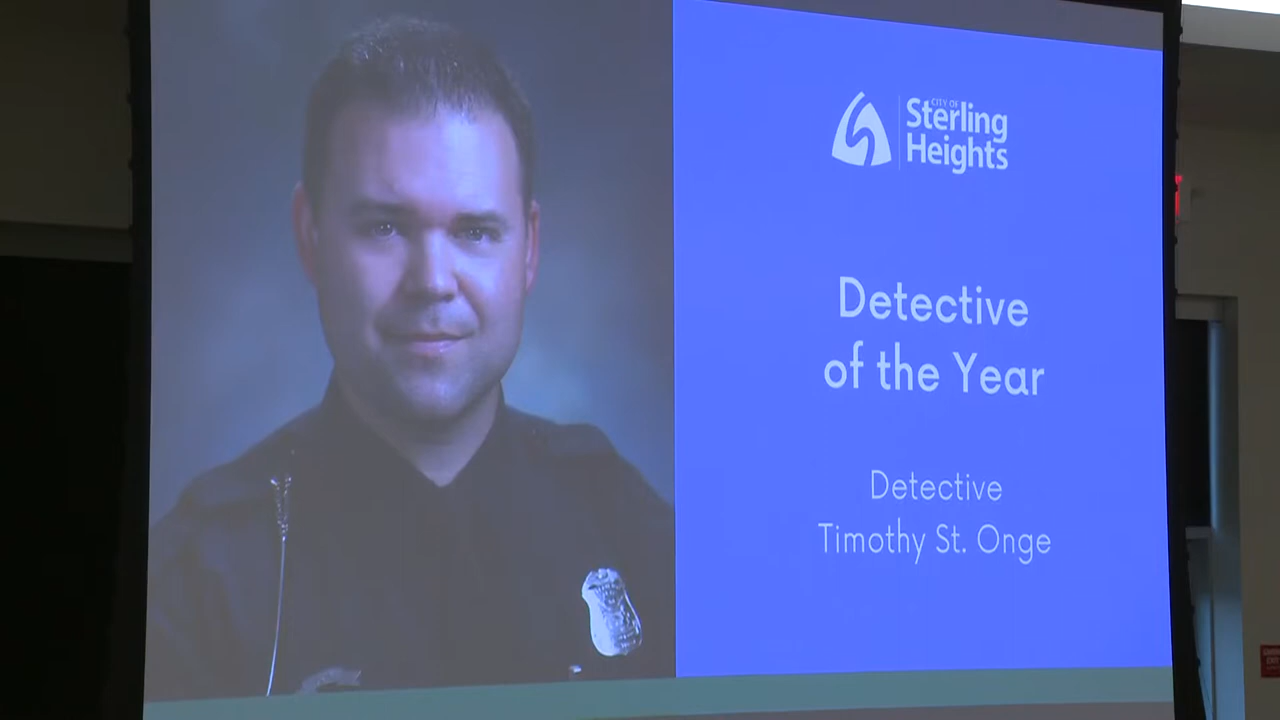 CITY OF
Sterling
Heights
Detective
of the Year
Detective
Timothy St. Onge